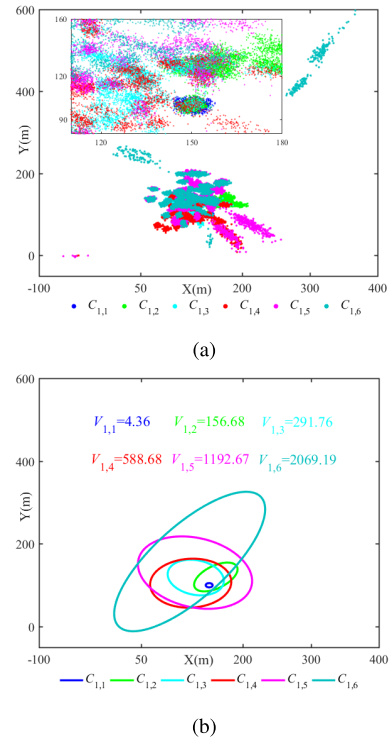 600
160
120
90
120
150
180
400
Y(m)
200
0
-100
50
200
300
400
X(m)
C1,1 C1,2 C1,3 C1,4 C1,5 C1,6
(a)
600
V1,1=4.36 V1,2=156.68 V1,3=291.76
400
V1,4=588.68 V1,5=1192.67 V1,6=2069.19
Y(m)
200
0
-100
50
200
300
400
X(m)
C1,1 C1,2 C1,3 C1,4 C1,5 C1,6
(b)